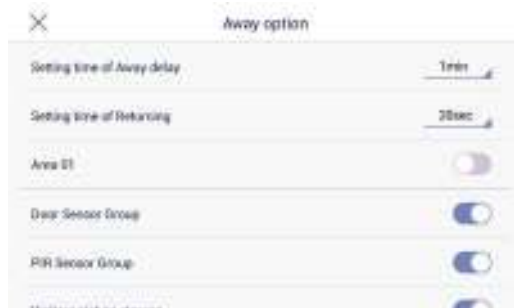 Away option
Setting time of Away delay
1min
Setting time of Returning
30sec
Area 01
Door Sensor Group
PIR Sensor Group